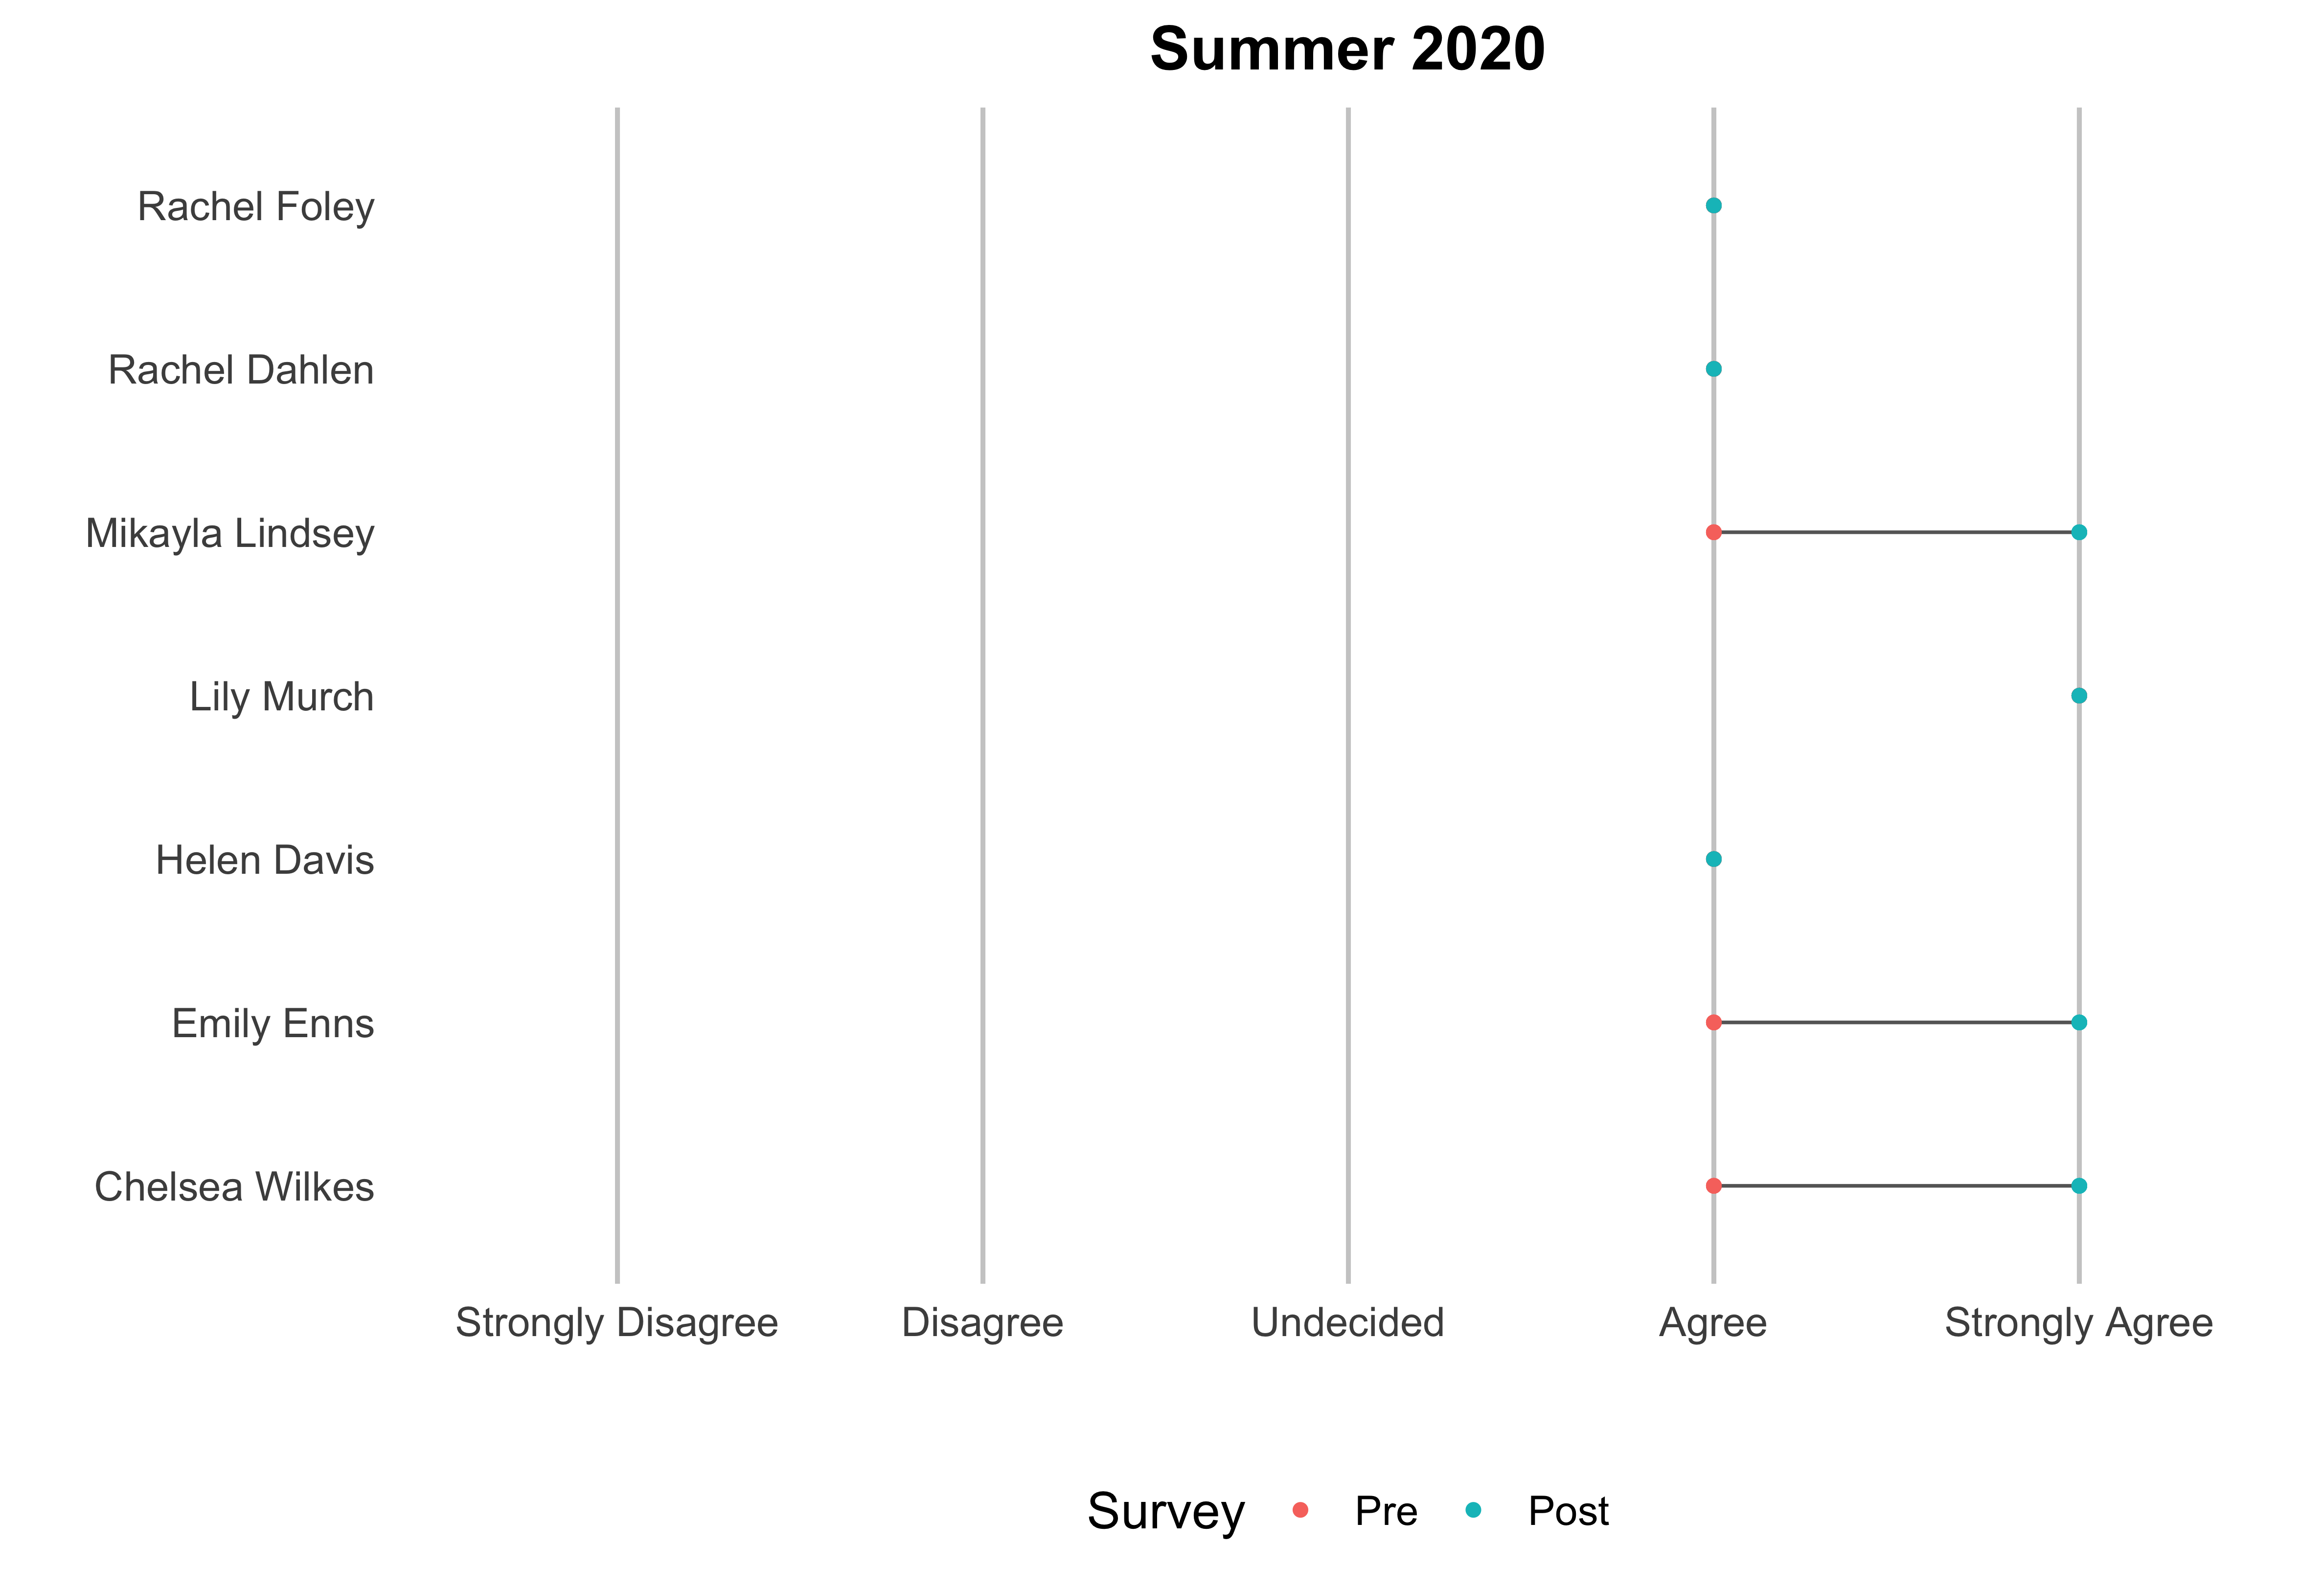 Summer 2020
Rachel Foley
Rachel Dahlen
Mikayla Lindsey
Lily Murch
Helen Davis
Emily Enns
Chelsea Wilkes
Strongly Disagree Disagree Undecided Agree Strongly Agree
Survey Pre Post